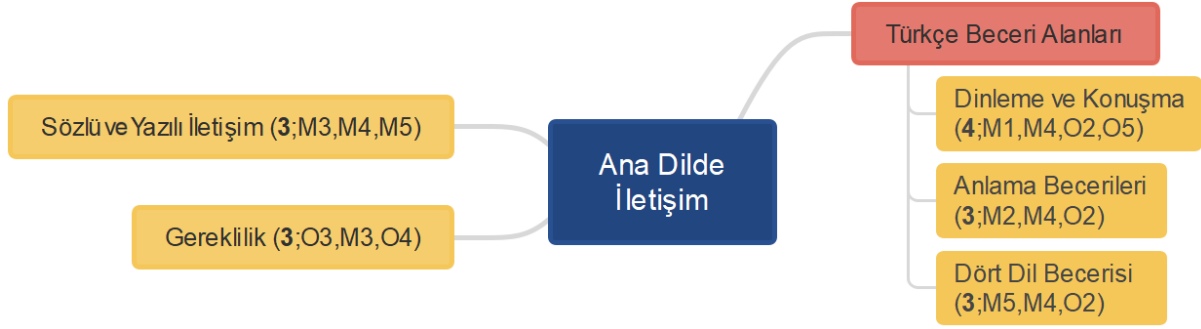 Türkçe Beceri Alanları
Dinleme ve Konuşma
(4;M1,M4,O2,O5)
Sözlü ve Yazılı İletişim (3;M3,M4,M5)
Ana Dilde
İletişim
Anlama Becerileri
(3;M2,M4,O2)
Gereklilik (3;O3,M3,O4)
Dört Dil Becerisi
(3;M5,M4,O2)